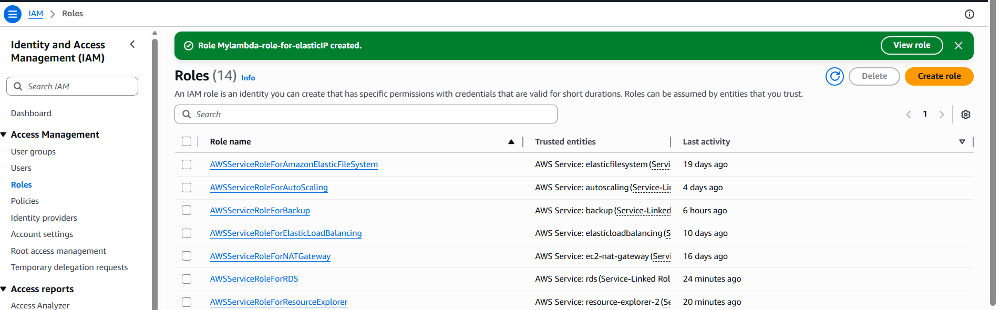 IAM > Roles
Identity and Access
Management (IAM)
Search IAM
Dashboard
Access Management
User groups
Users
Roles
Policies
Identity providers
Account settings
Root access management
Temporary delegation requests
Access reports
Access Analyzer
Role Mylambda-role-for-elasticIP created.
View role
Roles (14) Info
Delete
Create role
An IAM role is an identity you can create that has specific permissions with credentials that are valid for short durations. Roles can be assumed by entities that you trust.
Search
1
Role name Trusted entities Last activity
AWSServiceRoleForAmazonElasticFileSystem AWS Service: elasticfilesystem (Servi 19 days ago
AWSServiceRoleForAutoScaling AWS Service: autoscaling (Service-Li 4 days ago
AWSServiceRoleForBackup AWS Service: backup (Service-Linked 6 hours ago
AWSServiceRoleForElasticLoadBalancing AWS Service: elasticloadbalancing (S 10 days ago
AWSServiceRoleForNATGateway AWS Service: ec2-nat-gateway (Servi 16 days ago
AWSServiceRoleForRDS AWS Service: rds (Service-Linked Rol 24 minutes ago
AWSServiceRoleForResourceExplorer AWS Service: resource-explorer-2 (Se 20 minutes ago